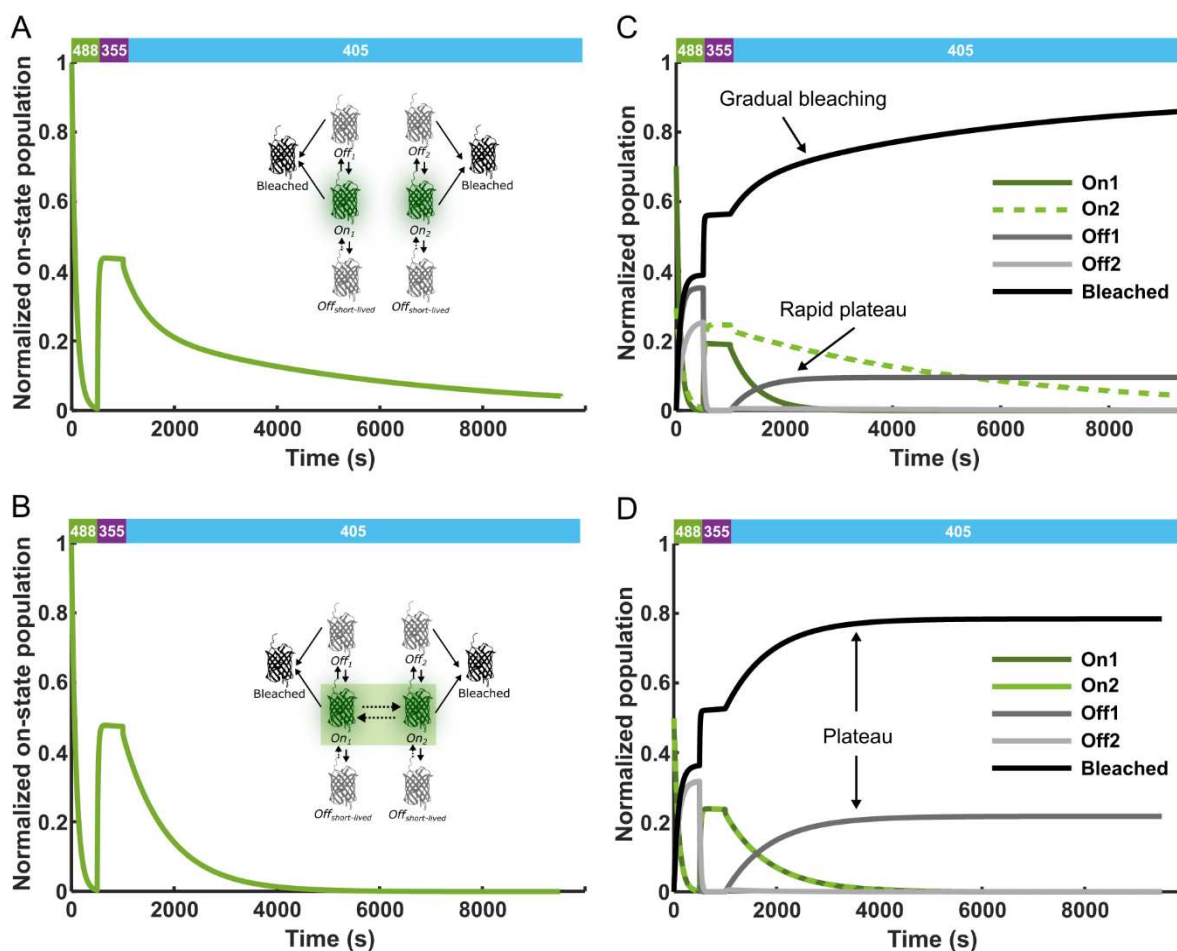 A
488 355 405
Normalized on-state population
1
0.8
0.6
0.4
0.2
0
0 2000 4000 6000 8000
Time (s)
Off1 Off2
Bleached Bleached
On1 On2
Offshort-lived Offshort-lived
C
488 355 405
Normalized population
1
0.8
0.6
0.4
0.2
0
0 2000 4000 6000 8000
Time (s)
Gradual bleaching
Rapid plateau
On1
On2
Off1
Off2
Bleached
B
488 355 405
Normalized on-state population
1
0.8
0.6
0.4
0.2
0
0 2000 4000 6000 8000
Time (s)
Off1 Off2
Bleached Bleached
On1 On2
Offshort-lived Offshort-lived
D
488 355 405
Normalized population
1
0.8
0.6
0.4
0.2
0
0 2000 4000 6000 8000
Time (s)
Plateau
On1
On2
Off1
Off2
Bleached